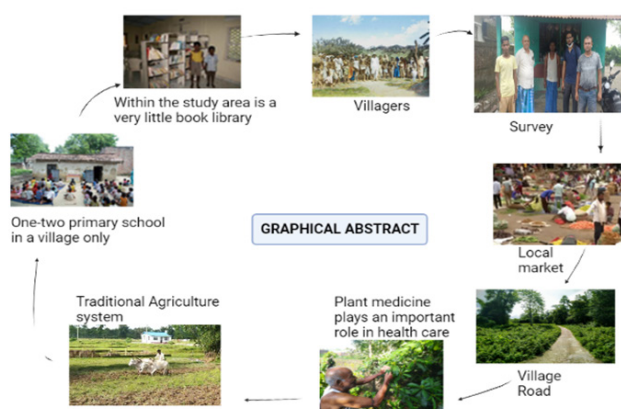 Within the study area is a
very little book library
Villagers
Survey
One-two primary school
in a village only
GRAPHICAL ABSTRACT
Local
market
Traditional Agriculture
system
Plant medicine
plays an important
role in health care
Village
Road